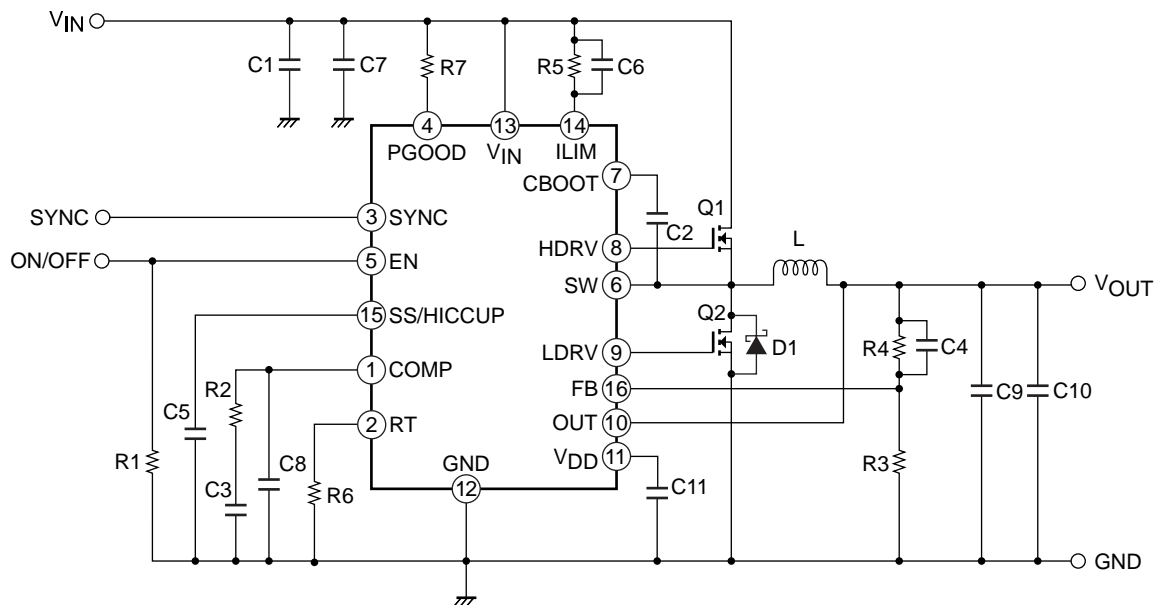 VIN
C1
C7
R7
R5
C6
4
13
14
PGOOD
VIN
ILIM
7
CBOOT
SYNC
3
SYNC
C2
Q1
8
HDRV
L
ON/OFF
5
EN
6
SW
VOUT
15
SS/HICCUP
Q2
D1
9
LDRV
R4
C4
1
COMP
16
FB
R2
C5
C9
C10
2
RT
10
OUT
11
VDD
R1
C3
C8
R6
GND
12
C11
R3
GND